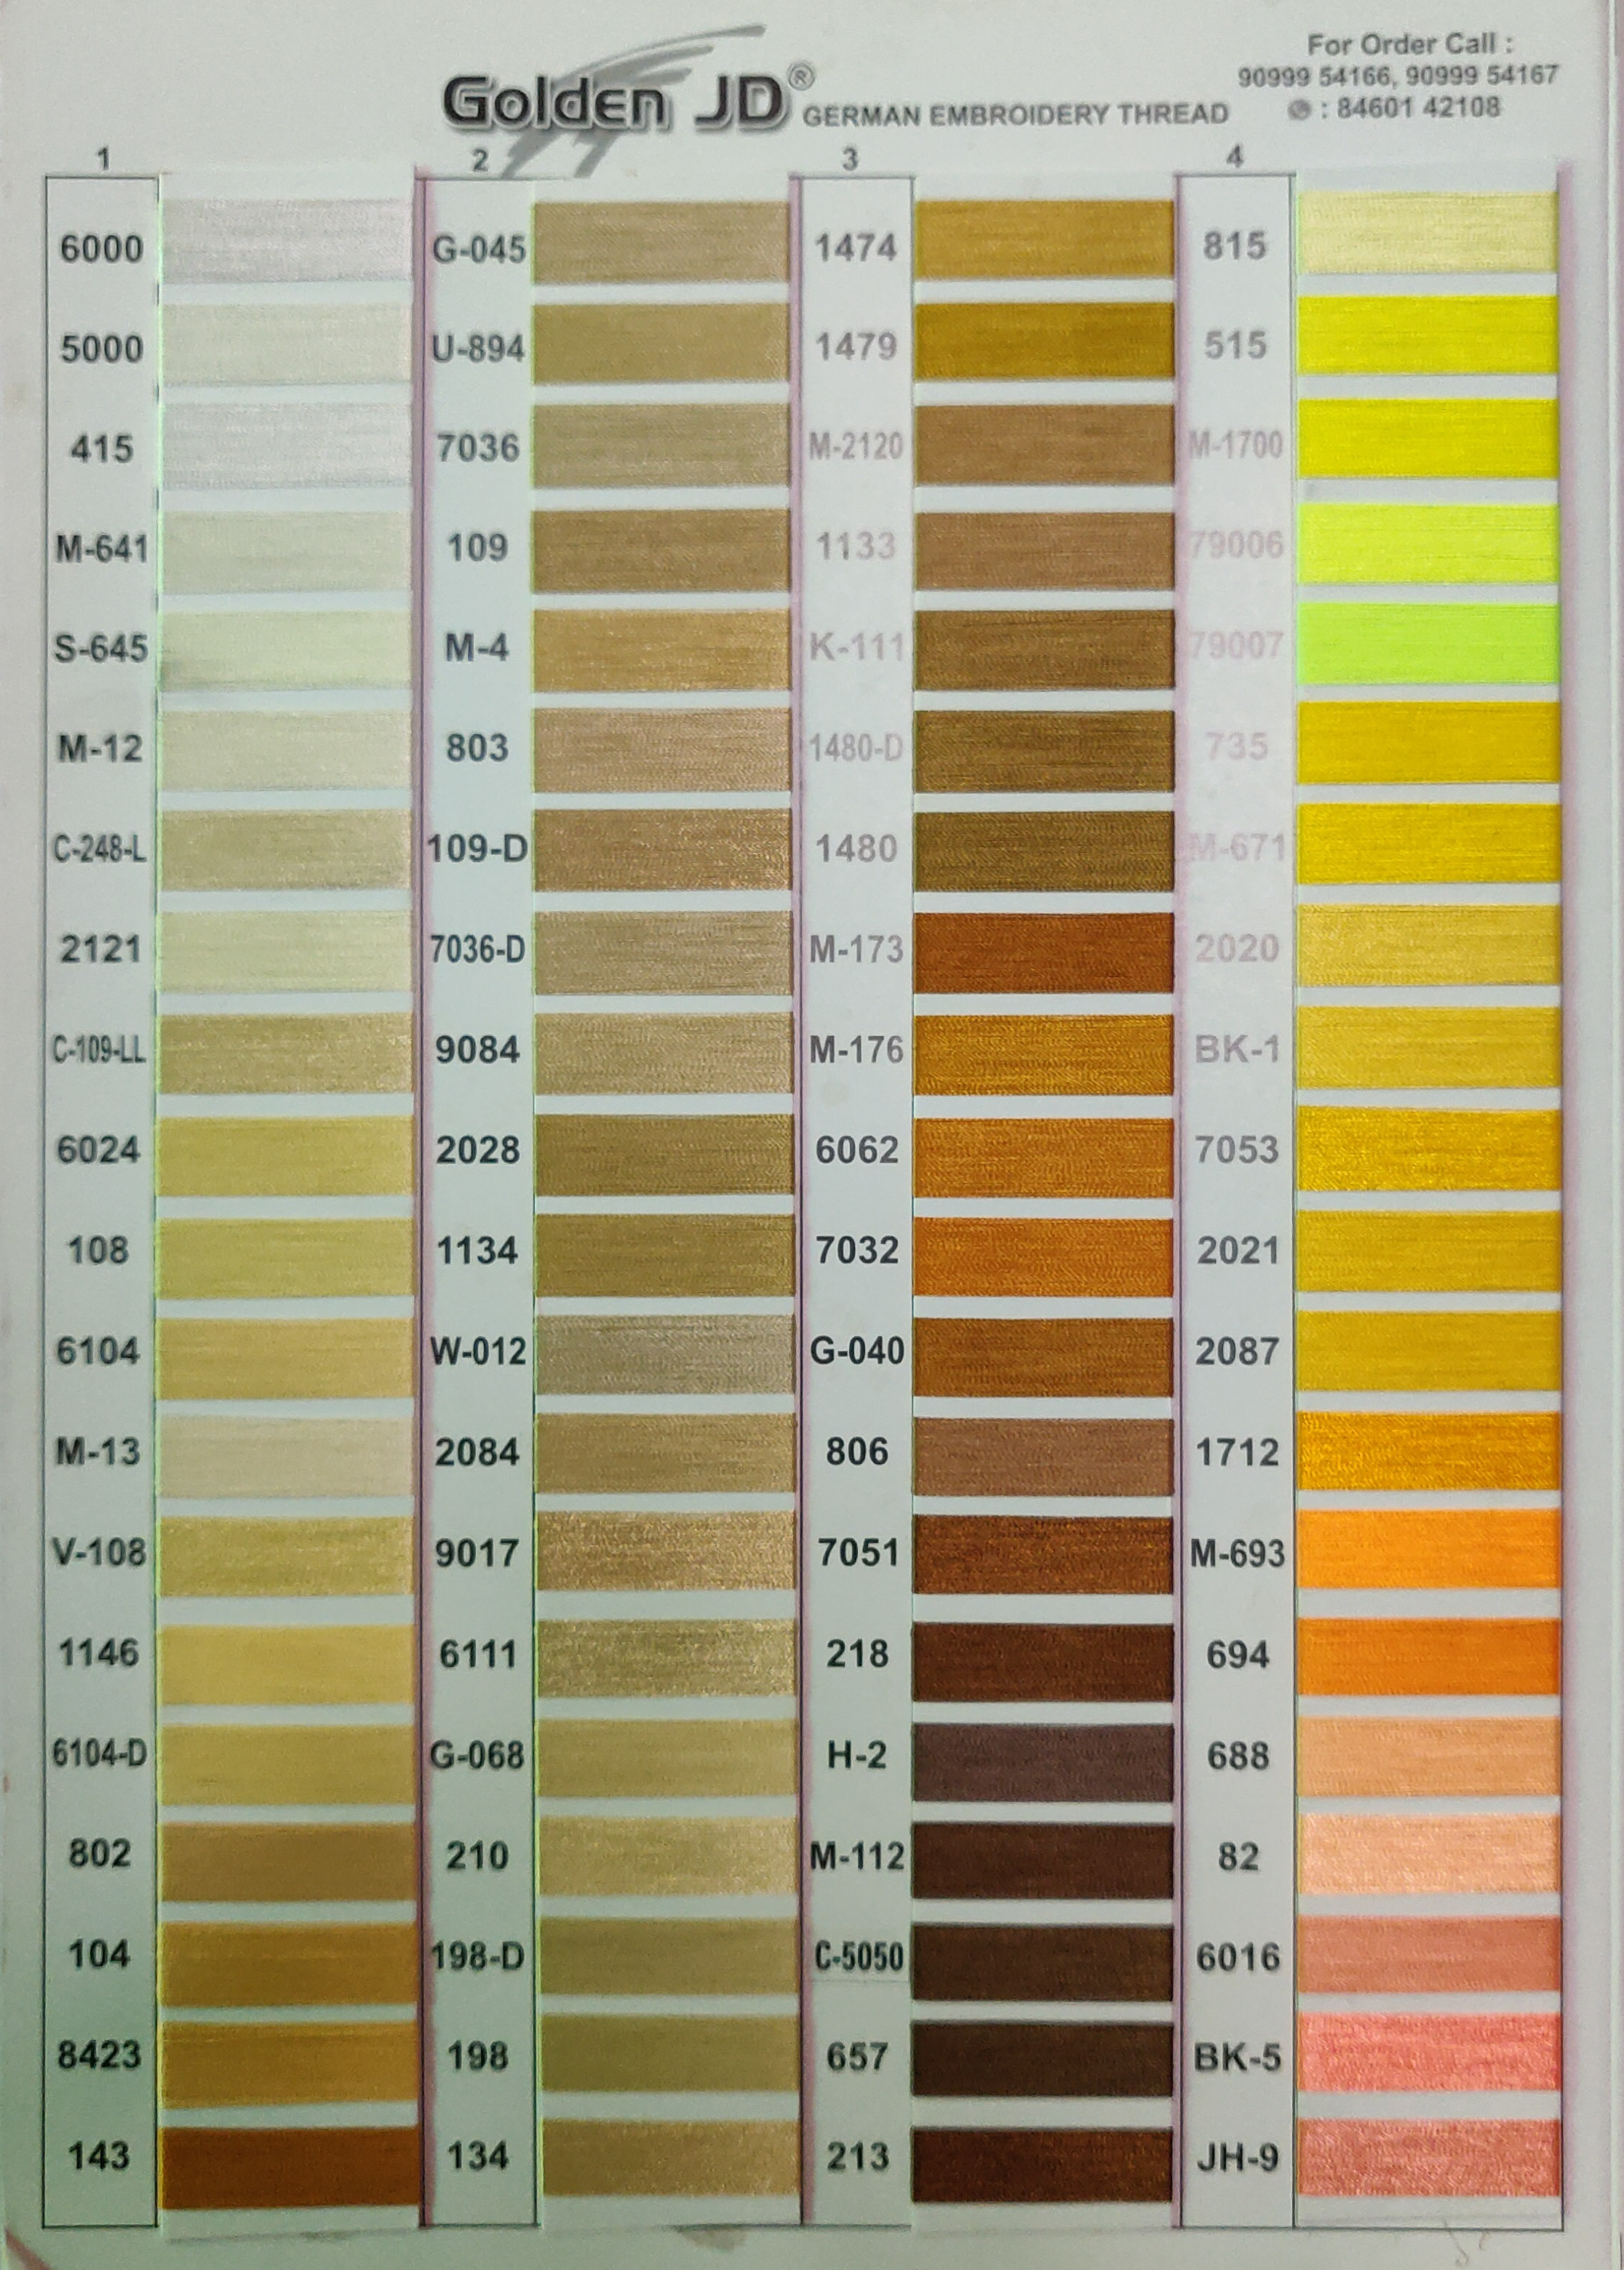 Golden JD®
GERMAN EMBROIDERY THREAD
For Order Call :
90999 54166, 90999 54167
: 84601 42108
1
6000
5000
415
M-641
S-645
M-12
C-248-L
2121
C-109-LL
6024
108
6104
M-13
V-108
1146
6104-D
802
104
8423
143
2
G-045
U-894
7036
109
M-4
803
109-D
7036-D
9084
2028
1134
W-012
2084
9017
6111
G-068
210
198-D
198
134
3
1474
1479
M-2120
1133
K-111
1480-D
1480
M-173
M-176
6062
7032
G-040
806
7051
218
H-2
M-112
C-5050
657
213
4
815
515
M-1700
79006
79007
735
M-671
2020
BK-1
7053
2021
2087
1712
M-693
694
688
82
6016
BK-5
JH-9